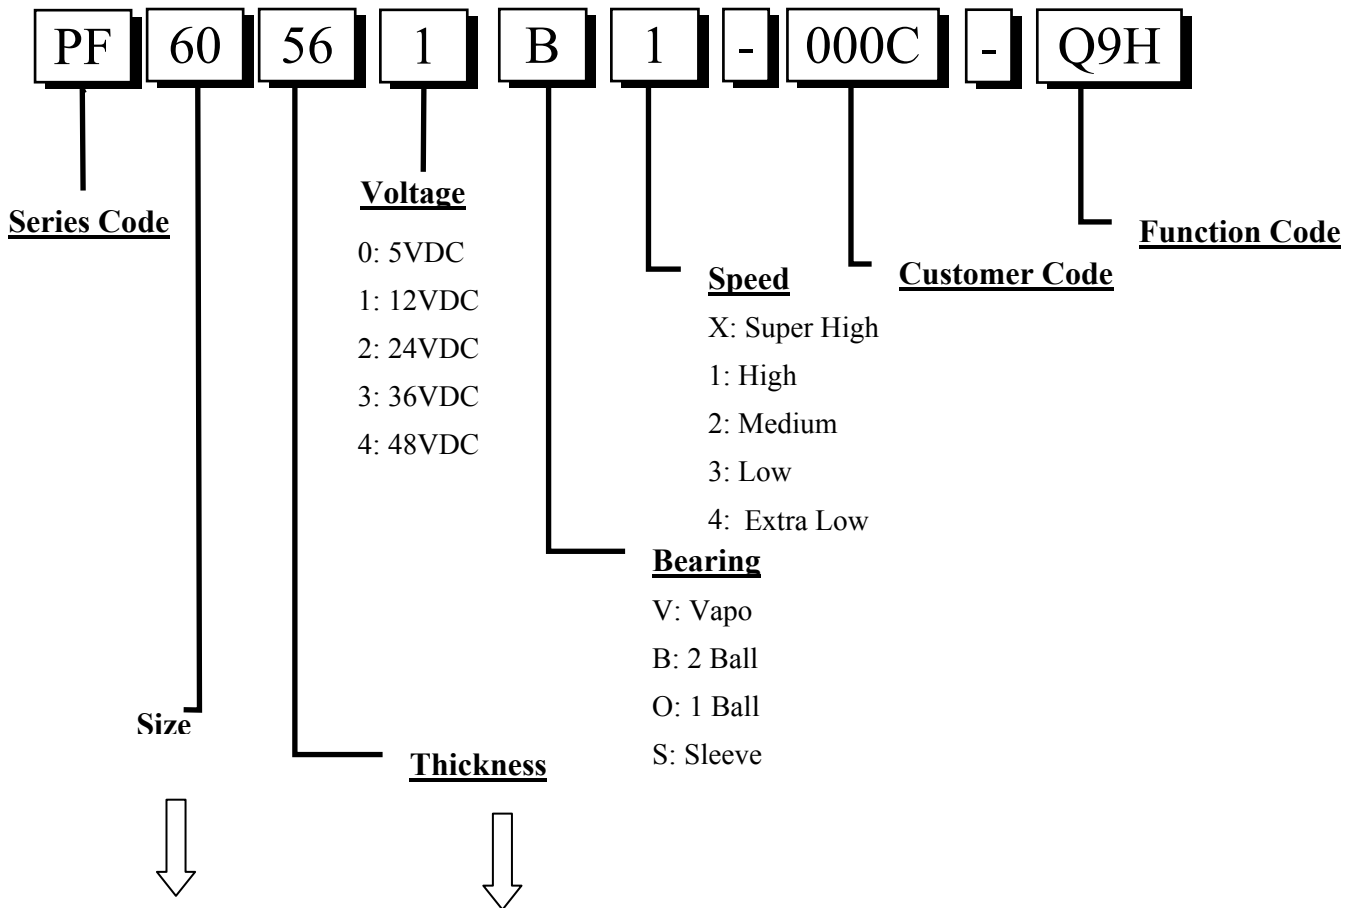 PF 60 56 1 B 1 - 000C - Q9H
Series Code
Voltage
0: 5VDC
1: 12VDC
2: 24VDC
3: 36VDC
4: 48VDC
Function Code
Customer Code
Speed
X: Super High
1: High
2: Medium
3: Low
4: Extra Low
Bearing
V: Vapo
B: 2 Ball
O: 1 Ball
S: Sleeve
Size
Thickness